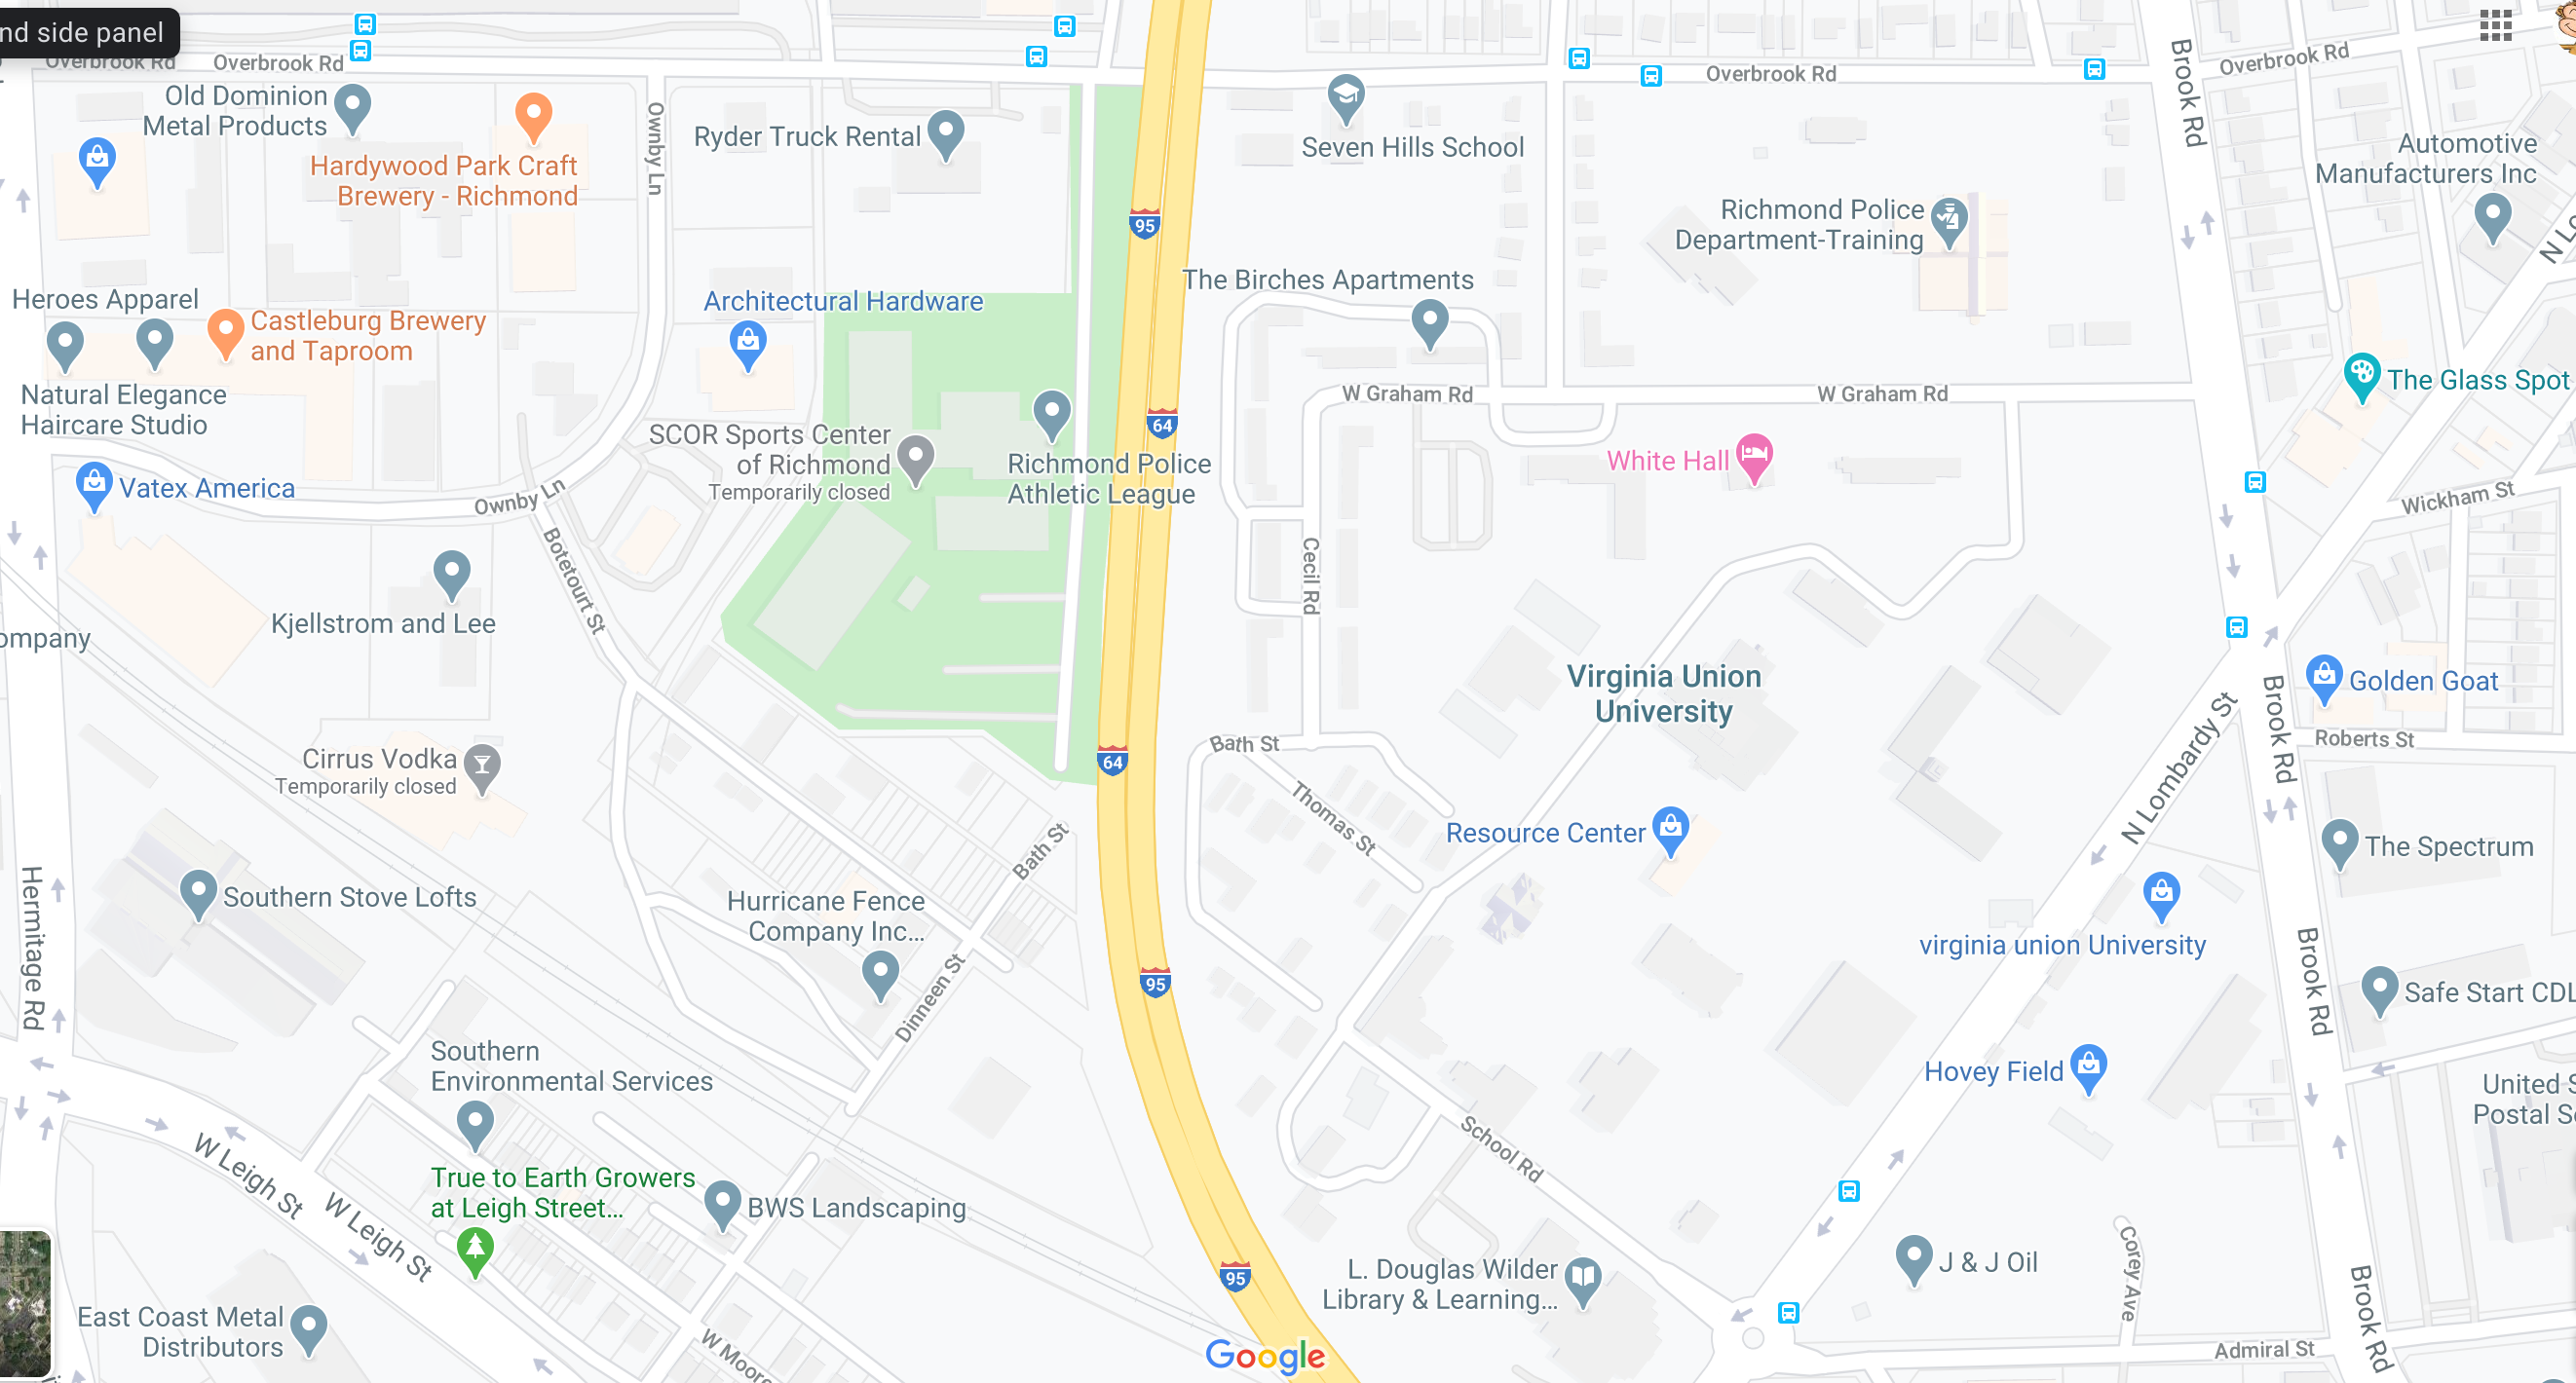 nd side panel
Overbrook Rd
Overbrook Rd
Overbrook Rd
Overbrook Rd
Brook Rd
Old Dominion
Metal Products
Hardywood Park Craft
Brewery - Richmond
Ownby Ln
Ryder Truck Rental
95
Seven Hills School
Richmond Police
Department-Training
Automotive
Manufacturers Inc
N Lo
Heroes Apparel
Castleburg Brewery
and Taproom
Architectural Hardware
The Birches Apartments
Natural Elegance
Haircare Studio
W Graham Rd
W Graham Rd
The Glass Spot
64
SCOR Sports Center
of Richmond
Temporarily closed
Richmond Police
Athletic League
White Hall
Vatex America
Ownby Ln
Wickham St
Botetourt St
Cecil Rd
Kjellstrom and Lee
ompany
Virginia Union
University
Golden Goat
Brook Rd
Roberts St
Bath St
64
Cirrus Vodka
Temporarily closed
N Lombardy St
Thomas St
Resource Center
The Spectrum
Bath St
Hermitage Rd
Southern Stove Lofts
Hurricane Fence
Company Inc...
virginia union University
Brook Rd
Safe Start CDL
95
Dinneen St
Southern
Environmental Services
Hovey Field
United S
Postal Se
School Rd
W Leigh St
W Leigh St
True to Earth Growers
at Leigh Street...
BWS Landscaping
95
L. Douglas Wilder
Library & Learning...
J & J Oil
Corey Ave
Brook Rd
East Coast Metal
Distributors
W Moore
Google
Admiral St